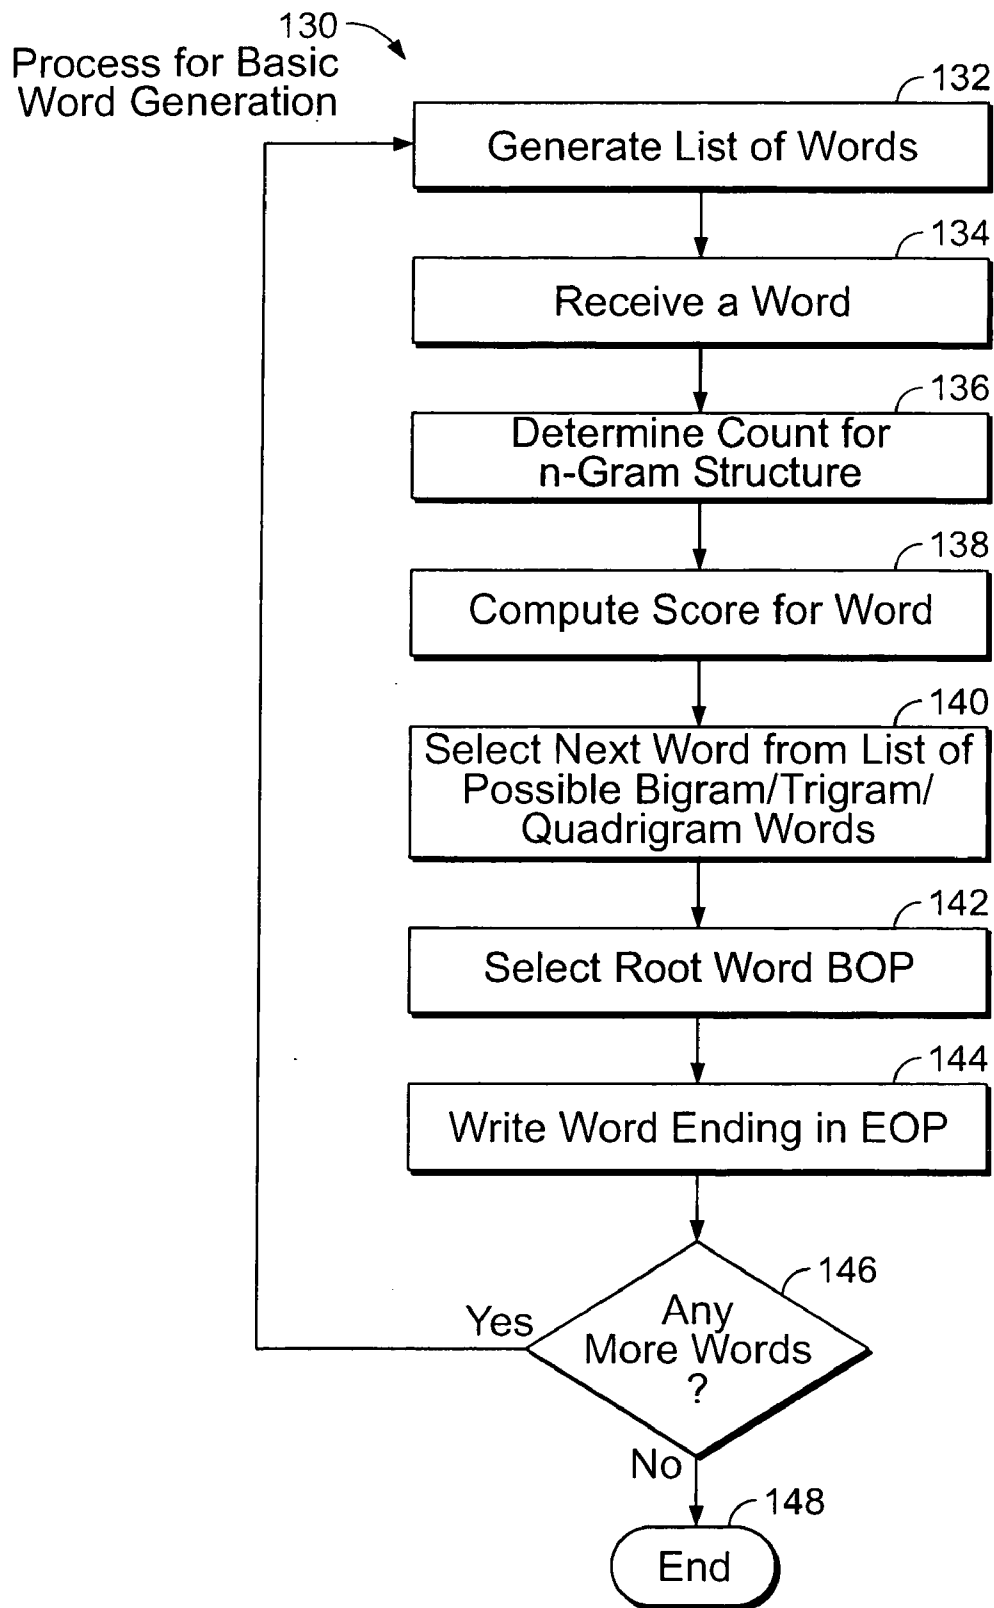 130
Process for Basic
Word Generation
132
Generate List of Words
134
Receive a Word
136
Determine Count for
n-Gram Structure
138
Compute Score for Word
140
Select Next Word from List of
Possible Bigram/Trigram/
Quadrigram Words
142
Select Root Word BOP
144
Write Word Ending in EOP
146
Yes
Any
More Words
?
No
148
End